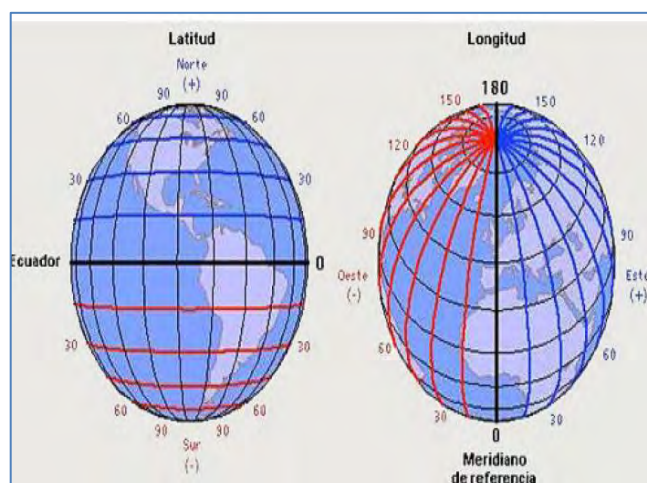 Latitud
Norte
(+)
90 90
60 60
30 30
Ecuador 0
30 30
60 60
90 90
Sur
(-)
Longitud
180
150 150
120 120
90 90
Oeste Este
(-) (+)
60 60
30 30
0
Meridiano
de referencia